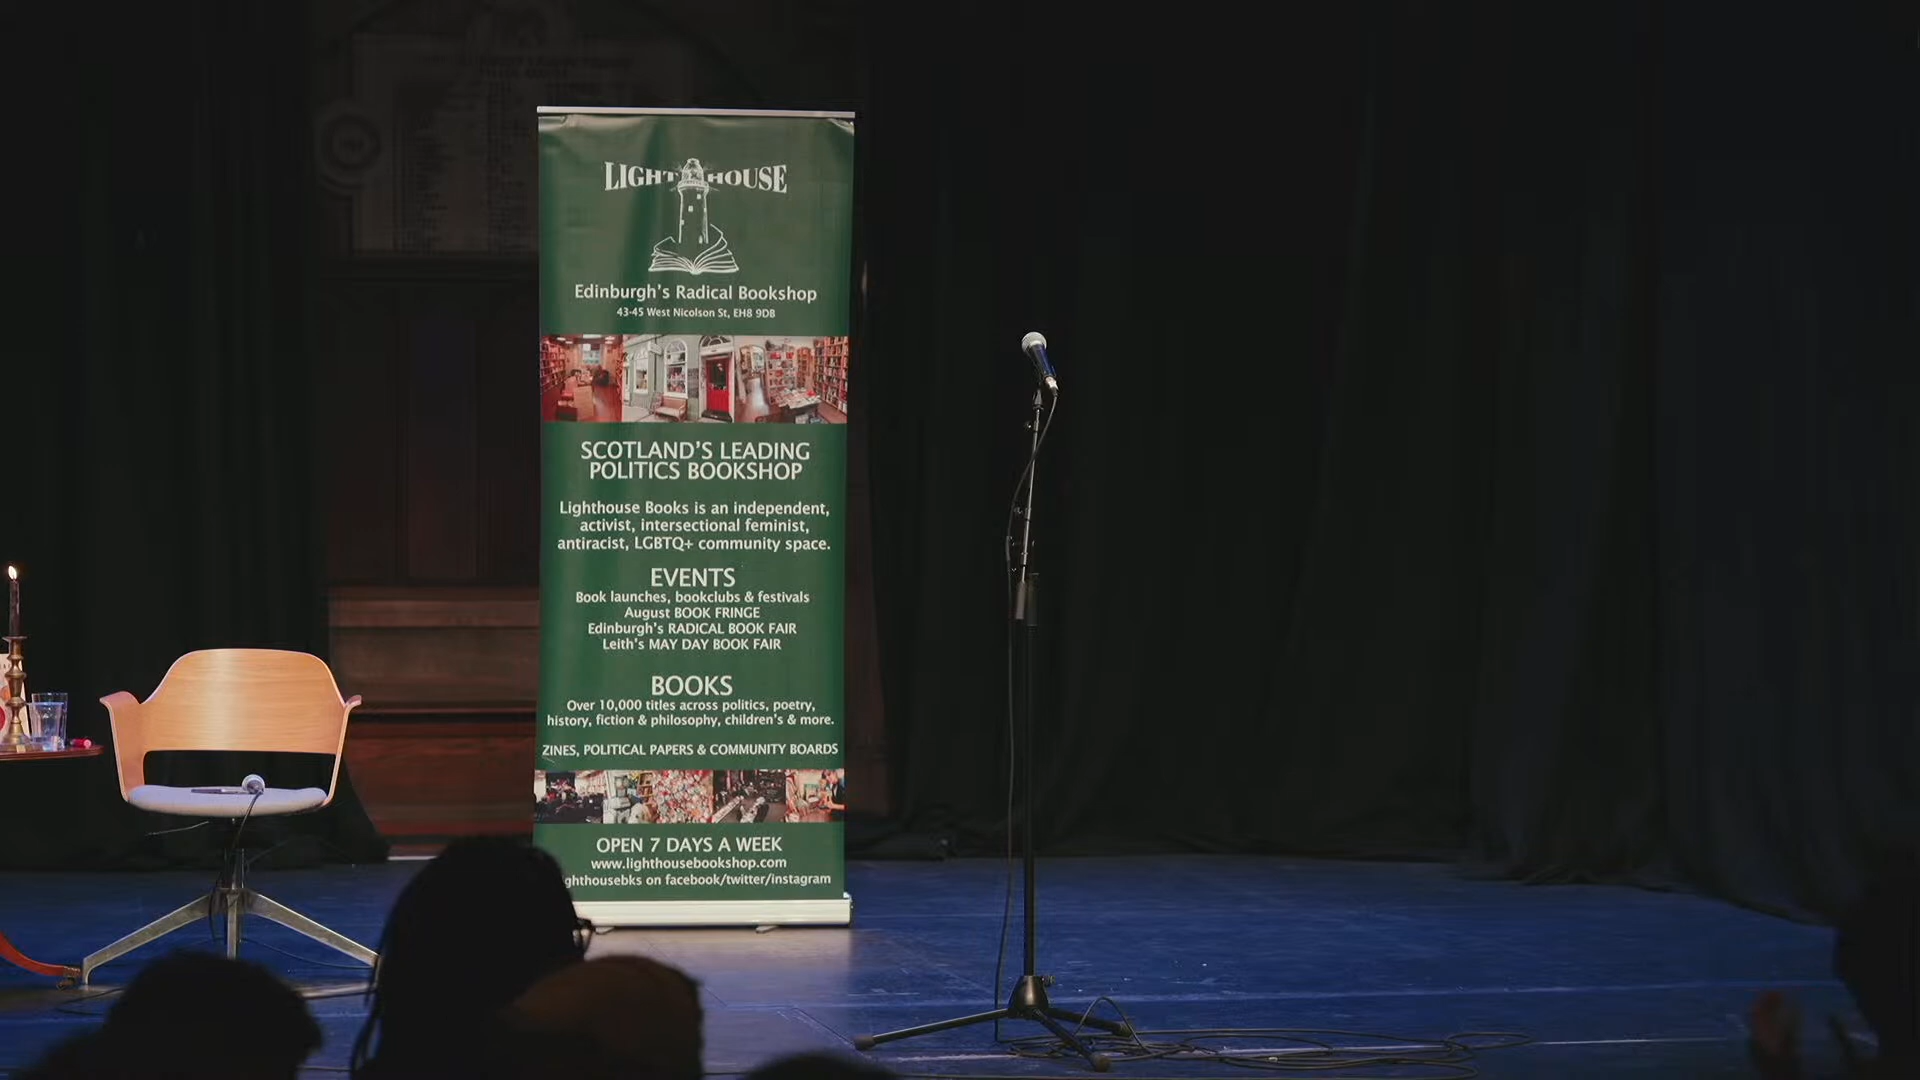 LIGHTHOUSE
Edinburgh's Radical Bookshop
43-45 West Nicolson St, EH8 9DB
SCOTLAND'S LEADING
POLITICS BOOKSHOP
Lighthouse Books is an independent,
activist, intersectional feminist,
antiracist, LGBTQ+ community space.
EVENTS
Book launches, bookclubs & festivals
August BOOK FRINGE
Edinburgh's RADICAL BOOK FAIR
Leith's MAY DAY BOOK FAIR
BOOKS
Over 10,000 titles across politics, poetry,
history, fiction & philosophy, children's & more.
ZINES, POLITICAL PAPERS & COMMUNITY BOARDS
OPEN 7 DAYS A WEEK
www.lighthousebookshop.com
ghthousebks on facebook/twitter/instagram